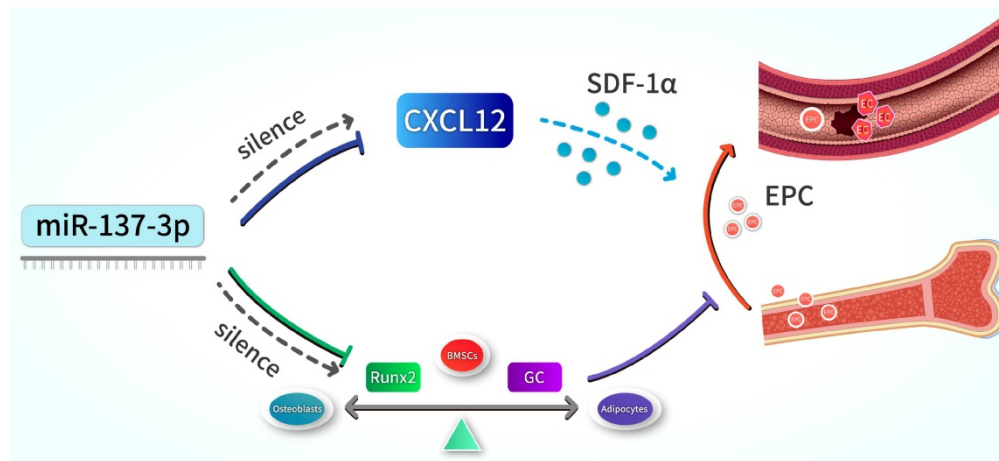 silence
CXCL12
SDF-1α
EPC
EC
EC
EC
miR-137-3p
EPC
EPC
EPC
EPC
silence
EPC
EPC
EPC
EPC
BMSCs
Runx2
GC
Osteoblasts
Adipocytes